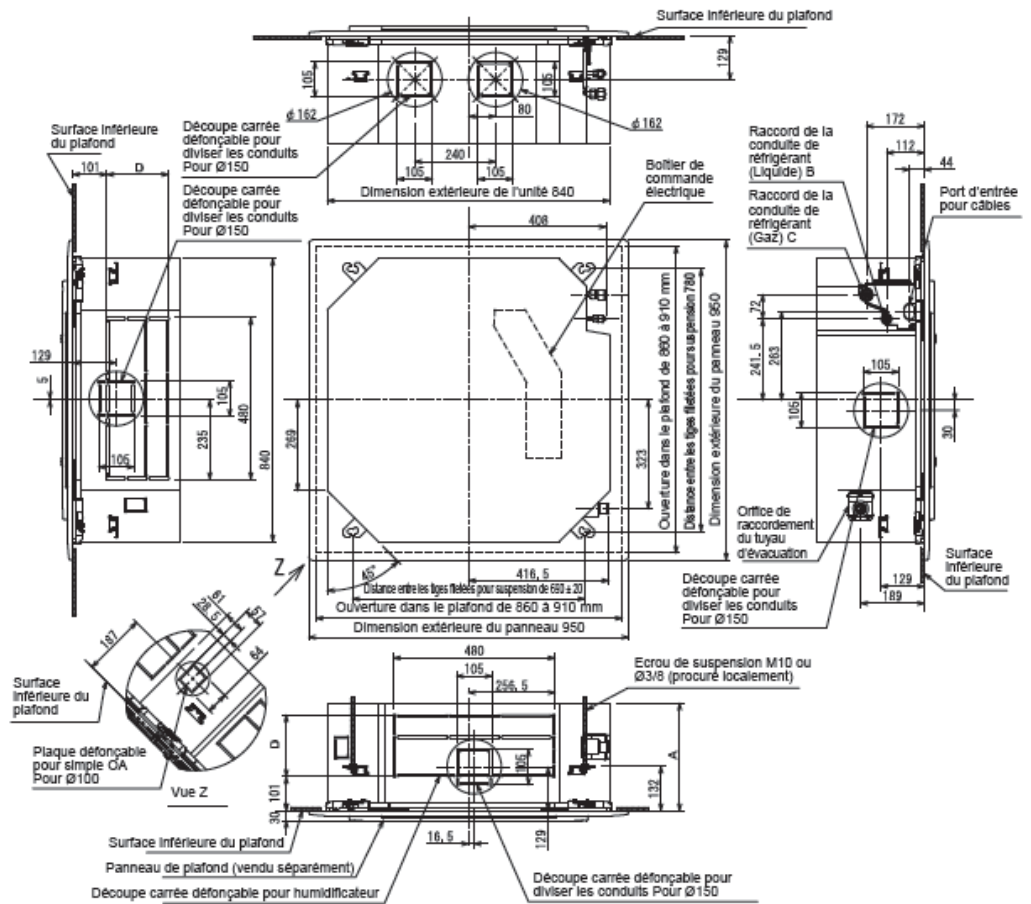 Surface inférieure du plafond
129
105
105
ϕ 162
80
ϕ 162
240
105
105
Dimension extérieure de l'unité 840
Surface inférieure
du plafond
101
D
Découpe carrée
défonçable pour
diviser les conduits
Pour Ø150
Découpe carrée
défonçable pour
diviser les conduits
Pour Ø150
Boîtier de
commande
électrique
408
172
112
44
Raccord de la
conduite de
réfrigérant
(Liquide) B
Raccord de la
conduite de
réfrigérant
(Gaz) C
Port d'entrée
pour câbles
129
5
105
105
235
480
840
269
323
Ouverture dans le plafond de 860 à 910 mm
Distance entre les tiges filetées pour suspension 780
Dimension extérieure du panneau 950
72
241, 5
263
105
105
30
Orifice de
raccordement
du tuyau
d'évacuation
Surface
inférieure
du plafond
129
189
Découpe carrée
défonçable pour
diviser les conduits
Pour Ø150
Z
45°
416, 5
Distance entre les tiges filetées pour suspension de 690 ± 20
Ouverture dans le plafond de 860 à 910 mm
Dimension extérieure du panneau 950
187
61
28, 5
57
64
Surface
inférieure du
plafond
Plaque défonçable
pour simple OA
Pour Ø100
Vue Z
480
105
256, 5
Ecrou de suspension M10 ou
Ø3/8 (procure localement)
D
101
30
105
A
132
16, 5
129
Surface inférieure du plafond
Panneau de plafond (vendu séparément)
Découpe carrée défonçable pour humidificateur
Découpe carrée défonçable pour
diviser les conduits Pour Ø150